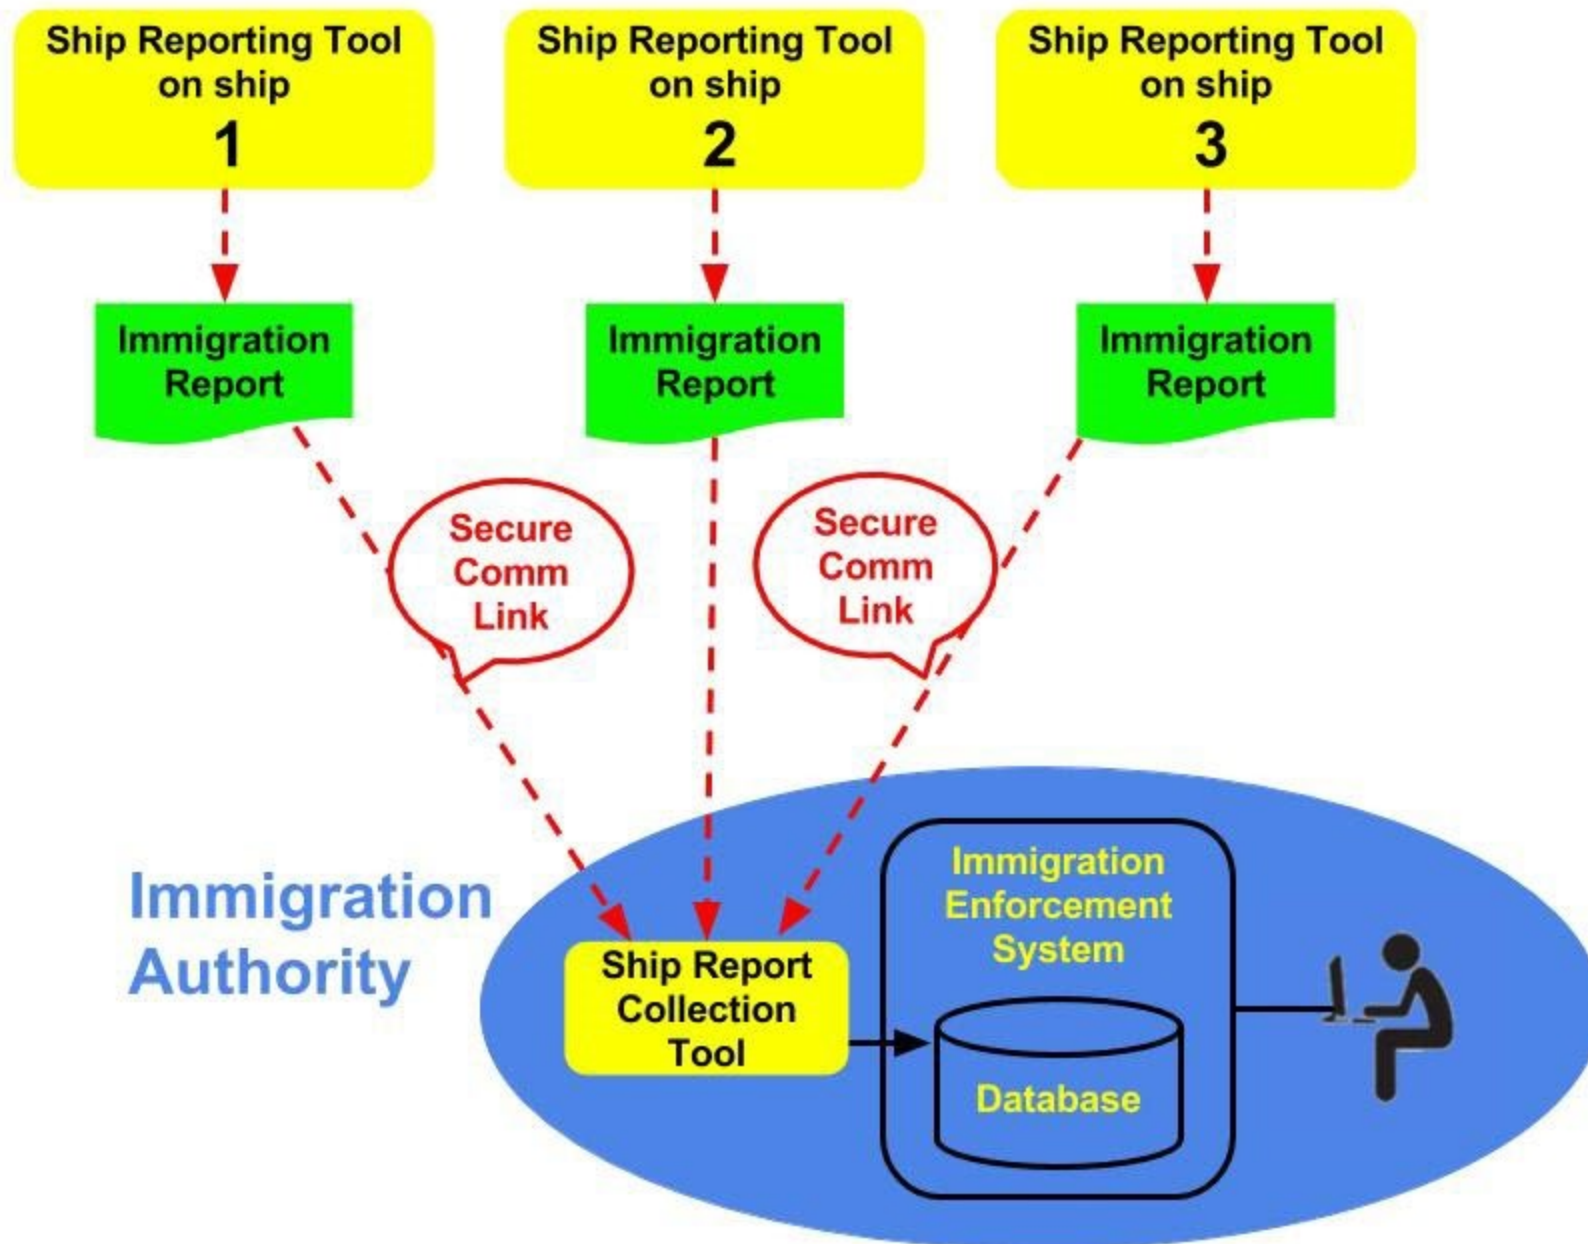 Ship Reporting Tool
on ship
1
Ship Reporting Tool
on ship
2
Ship Reporting Tool
on ship
3
Immigration
Report
Immigration
Report
Immigration
Report
Secure
Comm
Link
Secure
Comm
Link
Immigration
Authority
Ship Report
Collection
Tool
Immigration
Enforcement
System
Database